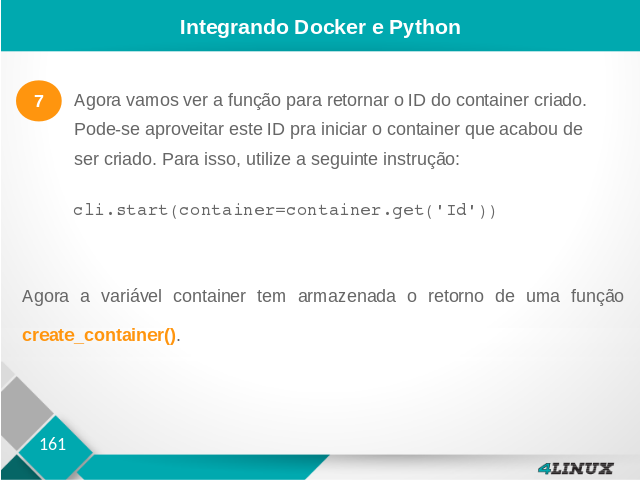 Integrando Docker e Python
7
Agora vamos ver a função para retornar o ID do container criado.
Pode-se aproveitar este ID pra iniciar o container que acabou de
ser criado. Para isso, utilize a seguinte instrução:
cli.start(container=container.get('Id'))
Agora a variável container tem armazenada o retorno de uma função
create_container().
161
4LINUX